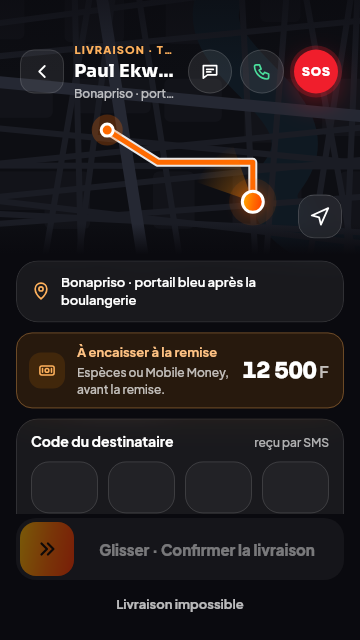 LIVRAISON · T…
Paul Ekw…
Bonapriso · port…
SOS
Bonapriso · portail bleu après la
boulangerie
À encaisser à la remise
Espèces ou Mobile Money,
avant la remise.
12 500 F
Code du destinataire
reçu par SMS
Glisser · Confirmer la livraison
Livraison impossible